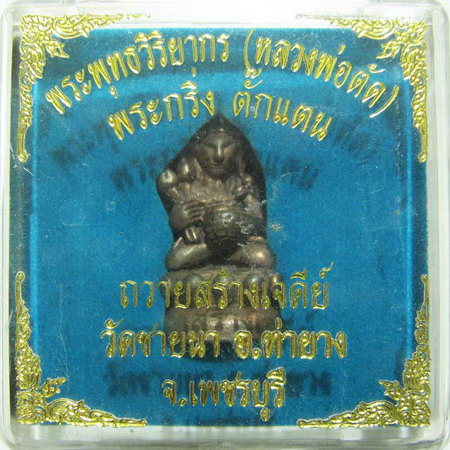 พระพุทธวิริยากร (หลวงพ่อตัด)
พระกริ่ง ตั๊กแตน
ถวายสร้างเจดีย์
วัดชายนา อ.ท่ายาง
จ.เพชรบุรี